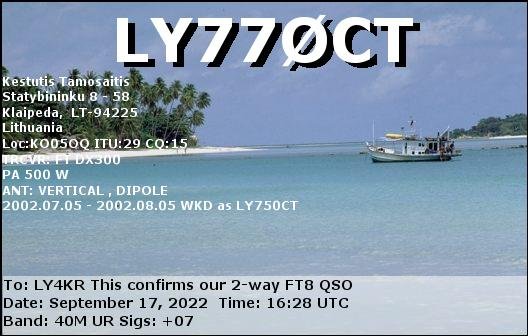 LY77ØCT
Kestutis Tamosaitis
Statybininku 8 - 58
Klaipeda, LT-94225
Lithuania
Loc:KO05OQ ITU:29 CQ:15
TRCVR: FT DX300
PA 500 W
ANT: VERTICAL , DIPOLE
2002.07.05 - 2002.08.05 WKD as LY750CT
To: LY4KR This confirms our 2-way FT8 QSO
Date: September 17, 2022 Time: 16:28 UTC
Band: 40M UR Sigs: +07